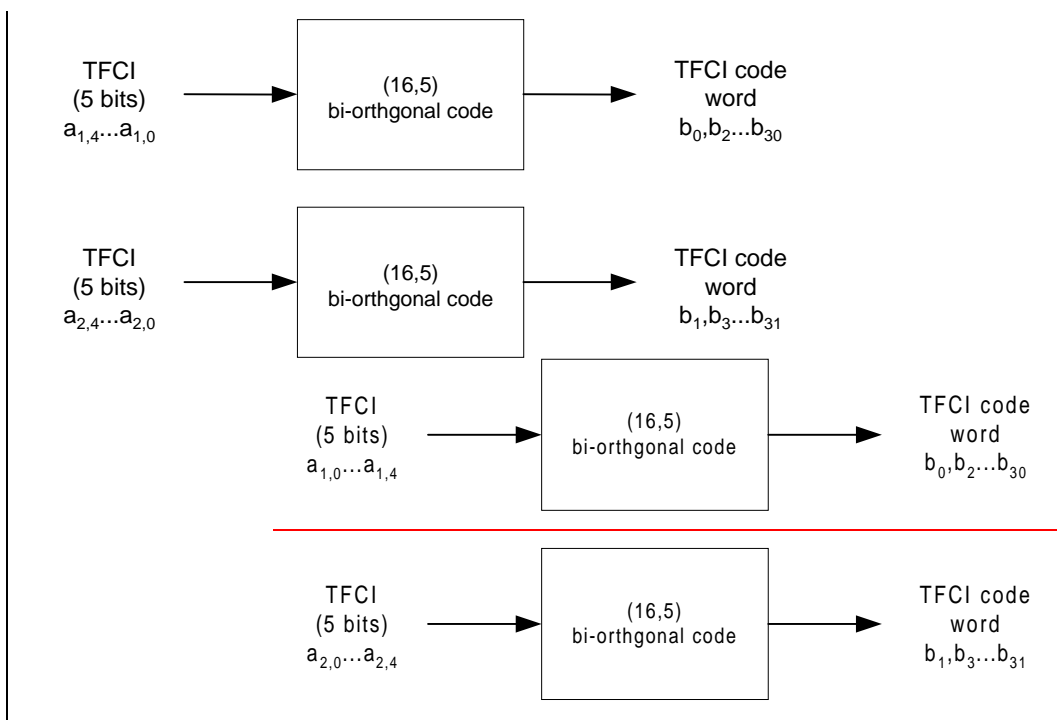 TFCI
(5 bits)
a1,4...a1,0
(16,5)
bi-orthgonal code
TFCI code
word
b0,b2...b30
TFCI
(5 bits)
a2,4...a2,0
(16,5)
bi-orthgonal code
TFCI code
word
b1,b3...b31
TFCI
(5 bits)
a1,0...a1,4
(16,5)
bi-orthgonal code
TFCI code
word
b0,b2...b30
TFCI
(5 bits)
a2,0...a2,4
(16,5)
bi-orthgonal code
TFCI code
word
b1,b3...b31